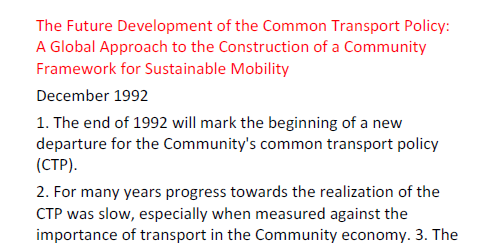 The Future Development of the Common Transport Policy:
A Global Approach to the Construction of a Community
Framework for Sustainable Mobility
December 1992
1. The end of 1992 will mark the beginning of a new
departure for the Community's common transport policy
(CTP).
2. For many years progress towards the realization of the
CTP was slow, especially when measured against the
importance of transport in the Community economy. 3. The